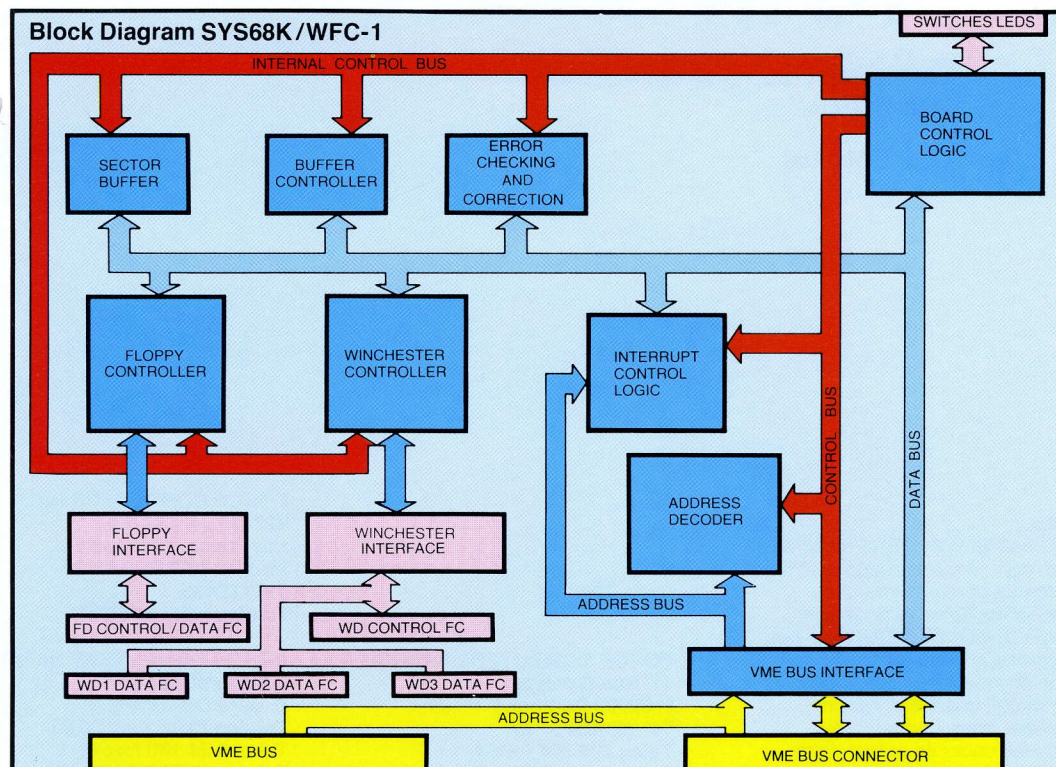 Block Diagram SYS68K/WFC-1
SWITCHES LEDS
INTERNAL CONTROL BUS
BOARD
CONTROL
LOGIC
SECTOR
BUFFER
BUFFER
CONTROLLER
ERROR
CHECKING
AND
CORRECTION
FLOPPY
CONTROLLER
WINCHESTER
CONTROLLER
INTERRUPT
CONTROL
LOGIC
CONTROL BUS
DATA BUS
ADDRESS
DECODER
FLOPPY
INTERFACE
WINCHESTER
INTERFACE
ADDRESS BUS
FD CONTROL/DATA FC
WD CONTROL FC
WD1 DATA FC
WD2 DATA FC
WD3 DATA FC
VME BUS INTERFACE
ADDRESS BUS
VME BUS
VME BUS CONNECTOR